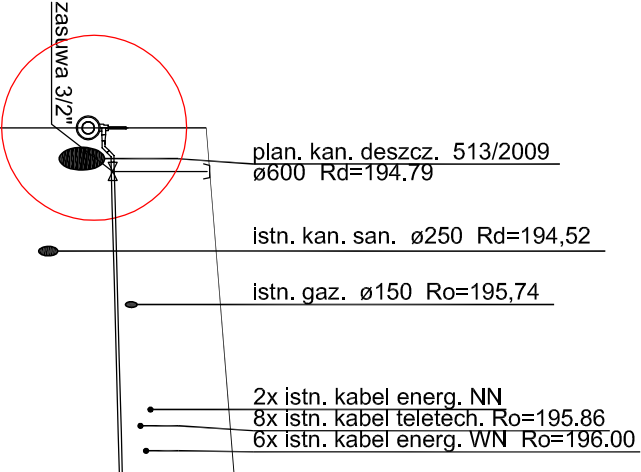 zasuwa 3/2"
plan. kan. deszcz. 513/2009
ø600 Rd=194.79
istn. kan. san. ø250 Rd=194,52
istn. gaz. ø150 Ro=195,74
2x istn. kabel energ. NN
8x istn. kabel teletech. Ro=195.86
6x istn. kabel energ. WN Ro=196.00